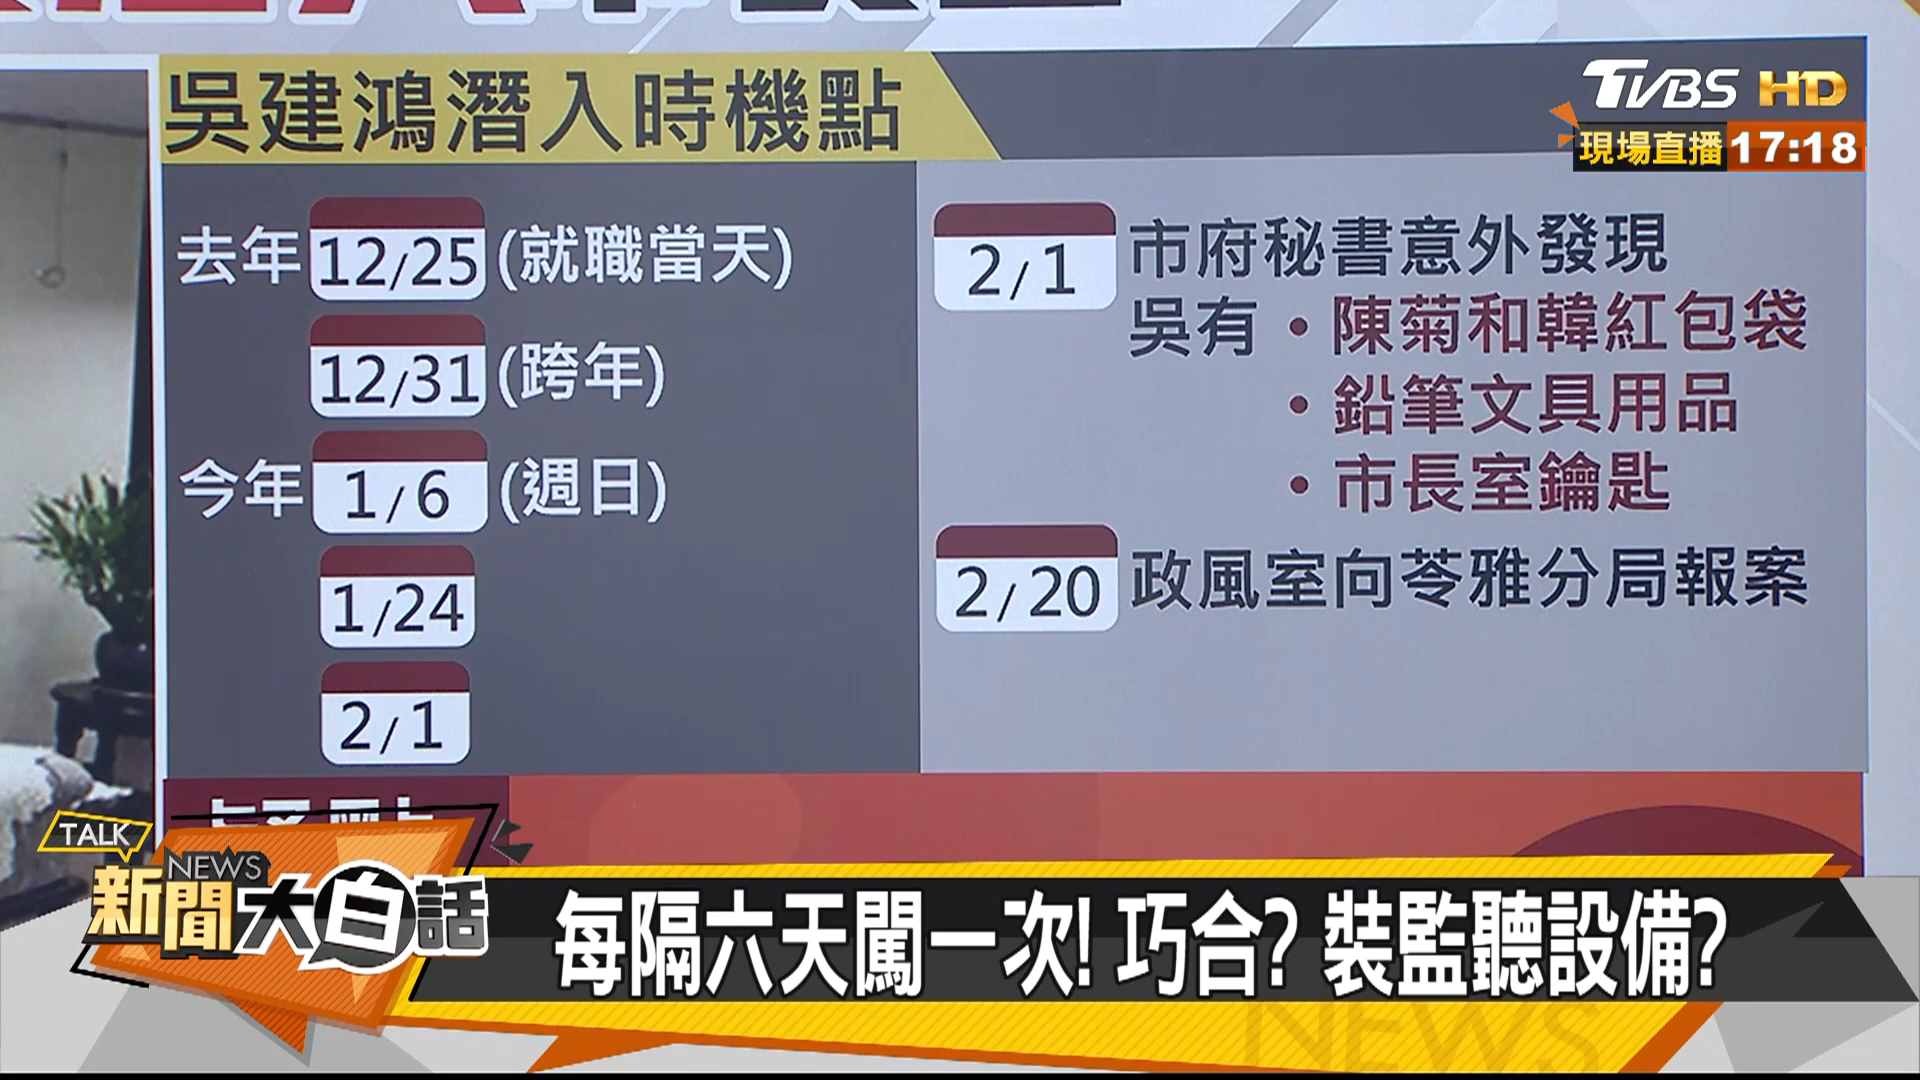 吳建鴻潛入時機點
TVBS HD
現場直播 17:18
去年 12/25 (就職當天)
12/31 (跨年)
今年 1/6 (週日)
1/24
2/1
2/1 市府秘書意外發現
吳有 •陳菊和韓紅包袋
•鉛筆文具用品
•市長室鑰匙
2/20 政風室向苓雅分局報案
TALK
NEWS
新聞大白話
每隔六天闖一次! 巧合? 裝監聽設備?
NEWS